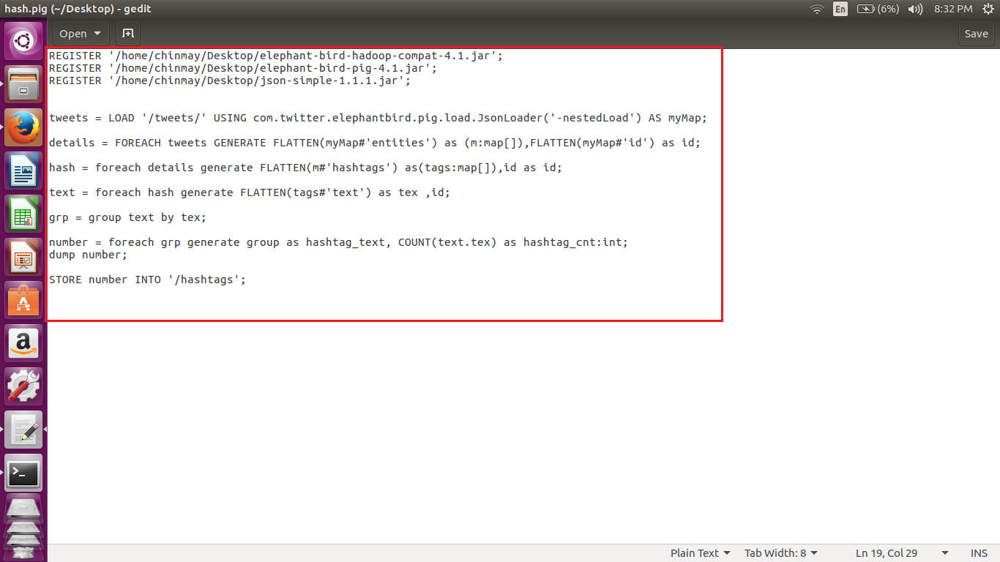 hash.pig (~/Desktop) - gedit
En
(6%)
8:32 PM
Open
Save
REGISTER '/home/chinmay/Desktop/elephant-bird-hadoop-compat-4.1.jar';
REGISTER '/home/chinmay/Desktop/elephant-bird-pig-4.1.jar';
REGISTER '/home/chinmay/Desktop/json-simple-1.1.1.jar';
tweets = LOAD '/tweets/' USING com.twitter.elephantbird.pig.load.JsonLoader('-nestedLoad') AS myMap;
details = FOREACH tweets GENERATE FLATTEN(myMap#'entities') as (m:map[]),FLATTEN(myMap#'id') as id;
hash = foreach details generate FLATTEN(m#'hashtags') as(tags:map[]),id as id;
text = foreach hash generate FLATTEN(tags#'text') as tex ,id;
grp = group text by tex;
number = foreach grp generate group as hashtag_text, COUNT(text.tex) as hashtag_cnt:int;
dump number;
STORE number INTO '/hashtags';
Plain Text
Tab Width: 8
Ln 19, Col 29
INS